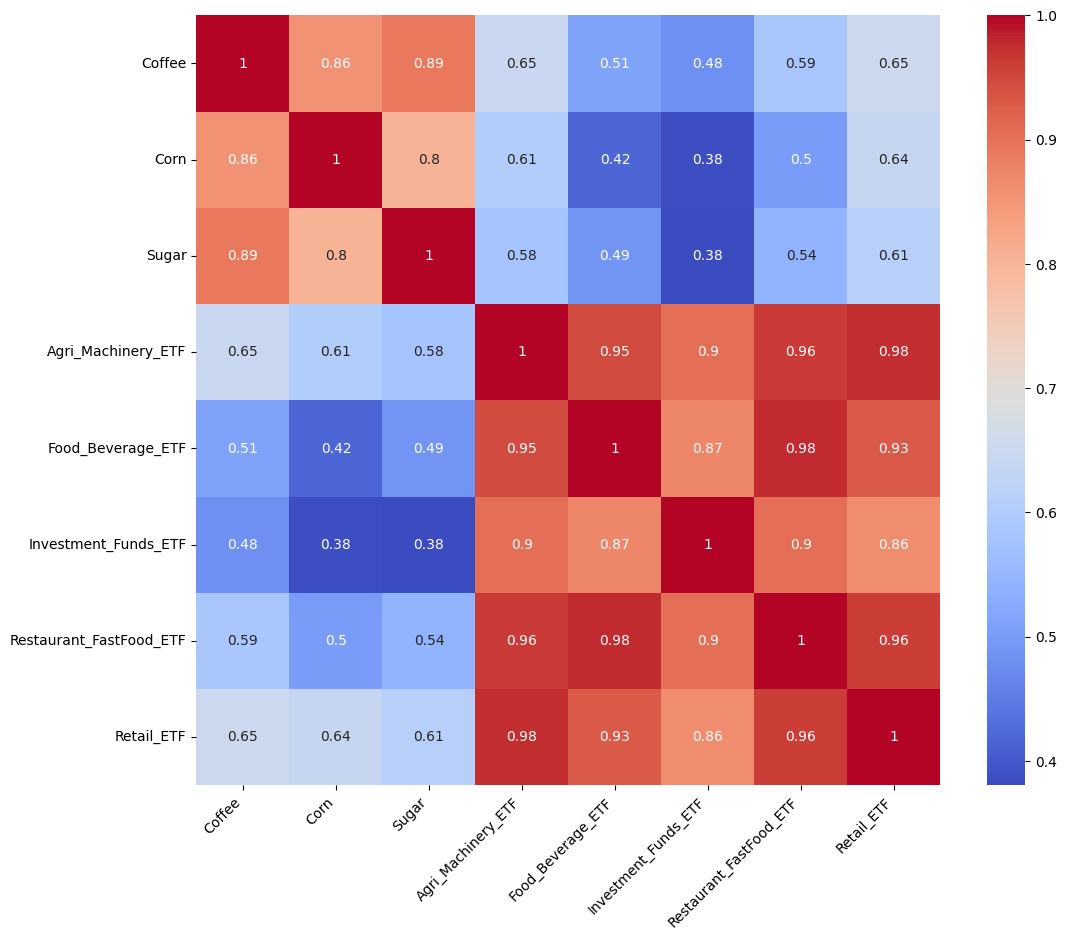 Coffee 1 0.86 0.89 0.65 0.51 0.48 0.59 0.65
Corn 0.86 1 0.8 0.61 0.42 0.38 0.5 0.64
Sugar 0.89 0.8 1 0.58 0.49 0.38 0.54 0.61
Agri_Machinery_ETF 0.65 0.61 0.58 1 0.95 0.9 0.96 0.98
Food_Beverage_ETF 0.51 0.42 0.49 0.95 1 0.87 0.98 0.93
Investment_Funds_ETF 0.48 0.38 0.38 0.9 0.87 1 0.9 0.86
Restaurant_FastFood_ETF 0.59 0.5 0.54 0.96 0.98 0.9 1 0.96
Retail_ETF 0.65 0.64 0.61 0.98 0.93 0.86 0.96 1
Coffee
Corn
Sugar
Agri_Machinery_ETF
Food_Beverage_ETF
Investment_Funds_ETF
Restaurant_FastFood_ETF
Retail_ETF
1.0
0.9
0.8
0.7
0.6
0.5
0.4